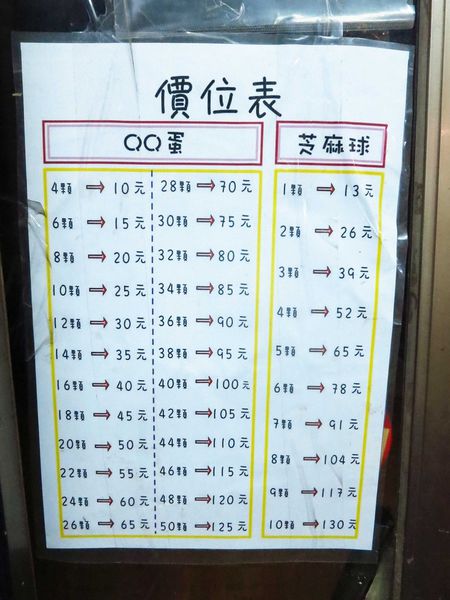 價位表
QQ蛋
4顆 → 10元
6顆 → 15元
8顆 → 20元
10顆 → 25元
12顆 → 30元
14顆 → 35元
16顆 → 40元
18顆 → 45元
20顆 → 50元
22顆 → 55元
24顆 → 60元
26顆 → 65元
28顆 → 70元
30顆 → 75元
32顆 → 80元
34顆 → 85元
36顆 → 90元
38顆 → 95元
40顆 → 100元
42顆 → 105元
44顆 → 110元
46顆 → 115元
48顆 → 120元
50顆 → 125元
芝麻球
1顆 → 13元
2顆 → 26元
3顆 → 39元
4顆 → 52元
5顆 → 65元
6顆 → 78元
7顆 → 91元
8顆 → 104元
9顆 → 117元
10顆 → 130元